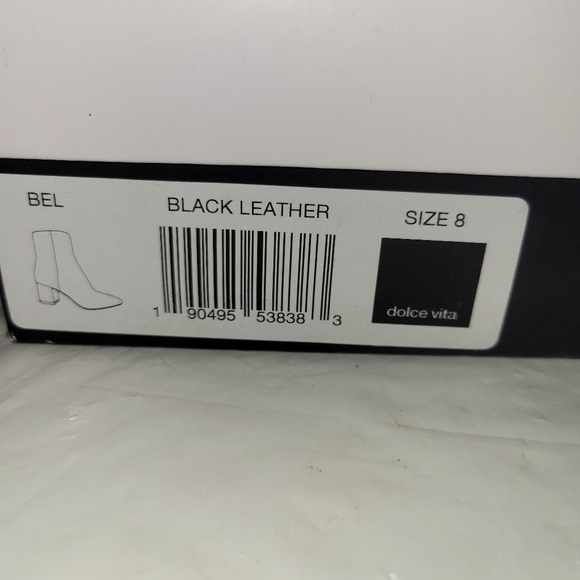 BEL
BLACK LEATHER
SIZE 8
1 90495 53838 3
dolce vita